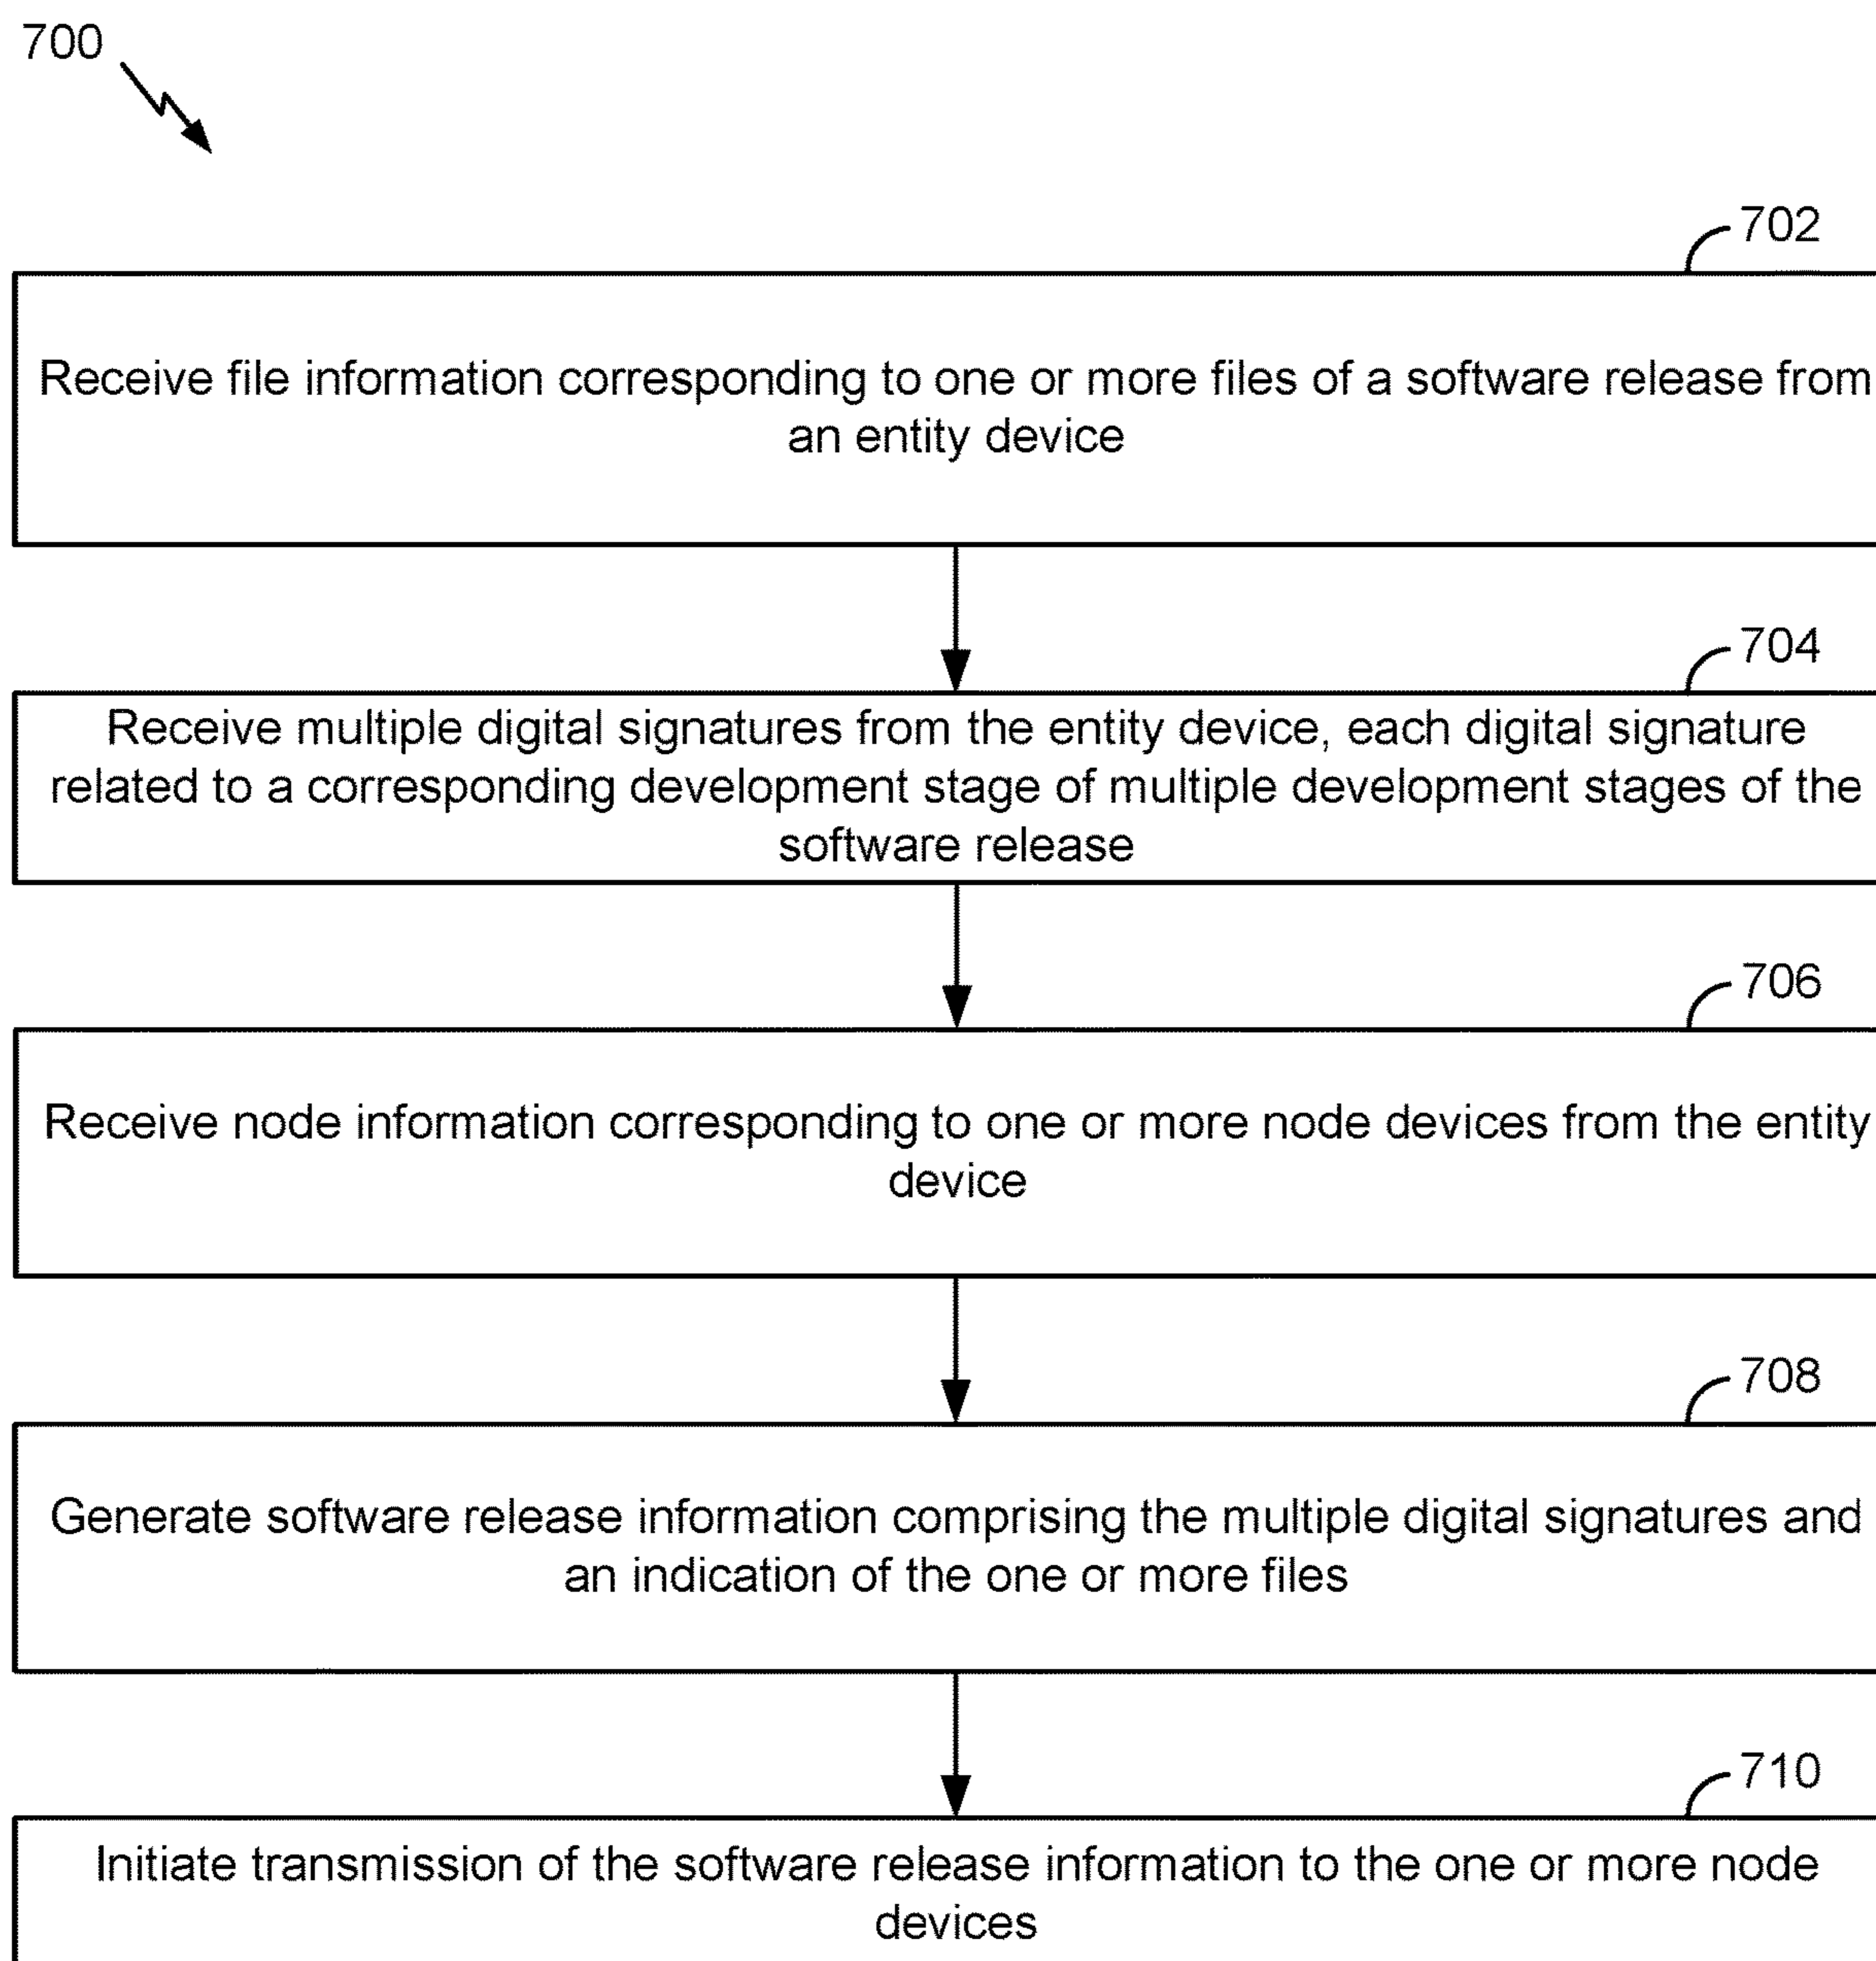 700
702
Receive file information corresponding to one or more files of a software release from
an entity device
704
Receive multiple digital signatures from the entity device, each digital signature
related to a corresponding development stage of multiple development stages of the
software release
706
Receive node information corresponding to one or more node devices from the entity
device
708
Generate software release information comprising the multiple digital signatures and
an indication of the one or more files
710
Initiate transmission of the software release information to the one or more node
devices